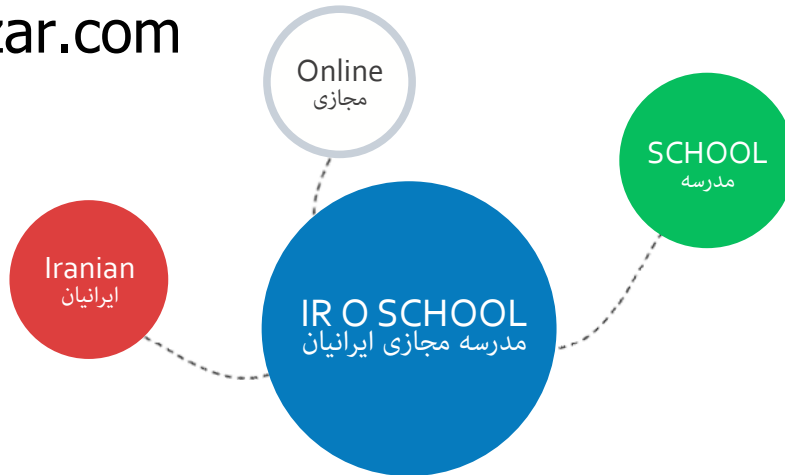 zar.com
Online
مجازی
SCHOOL
مدرسه
Iranian
ایرانیان
IR O SCHOOL
مدرسه مجازی ایرانیان